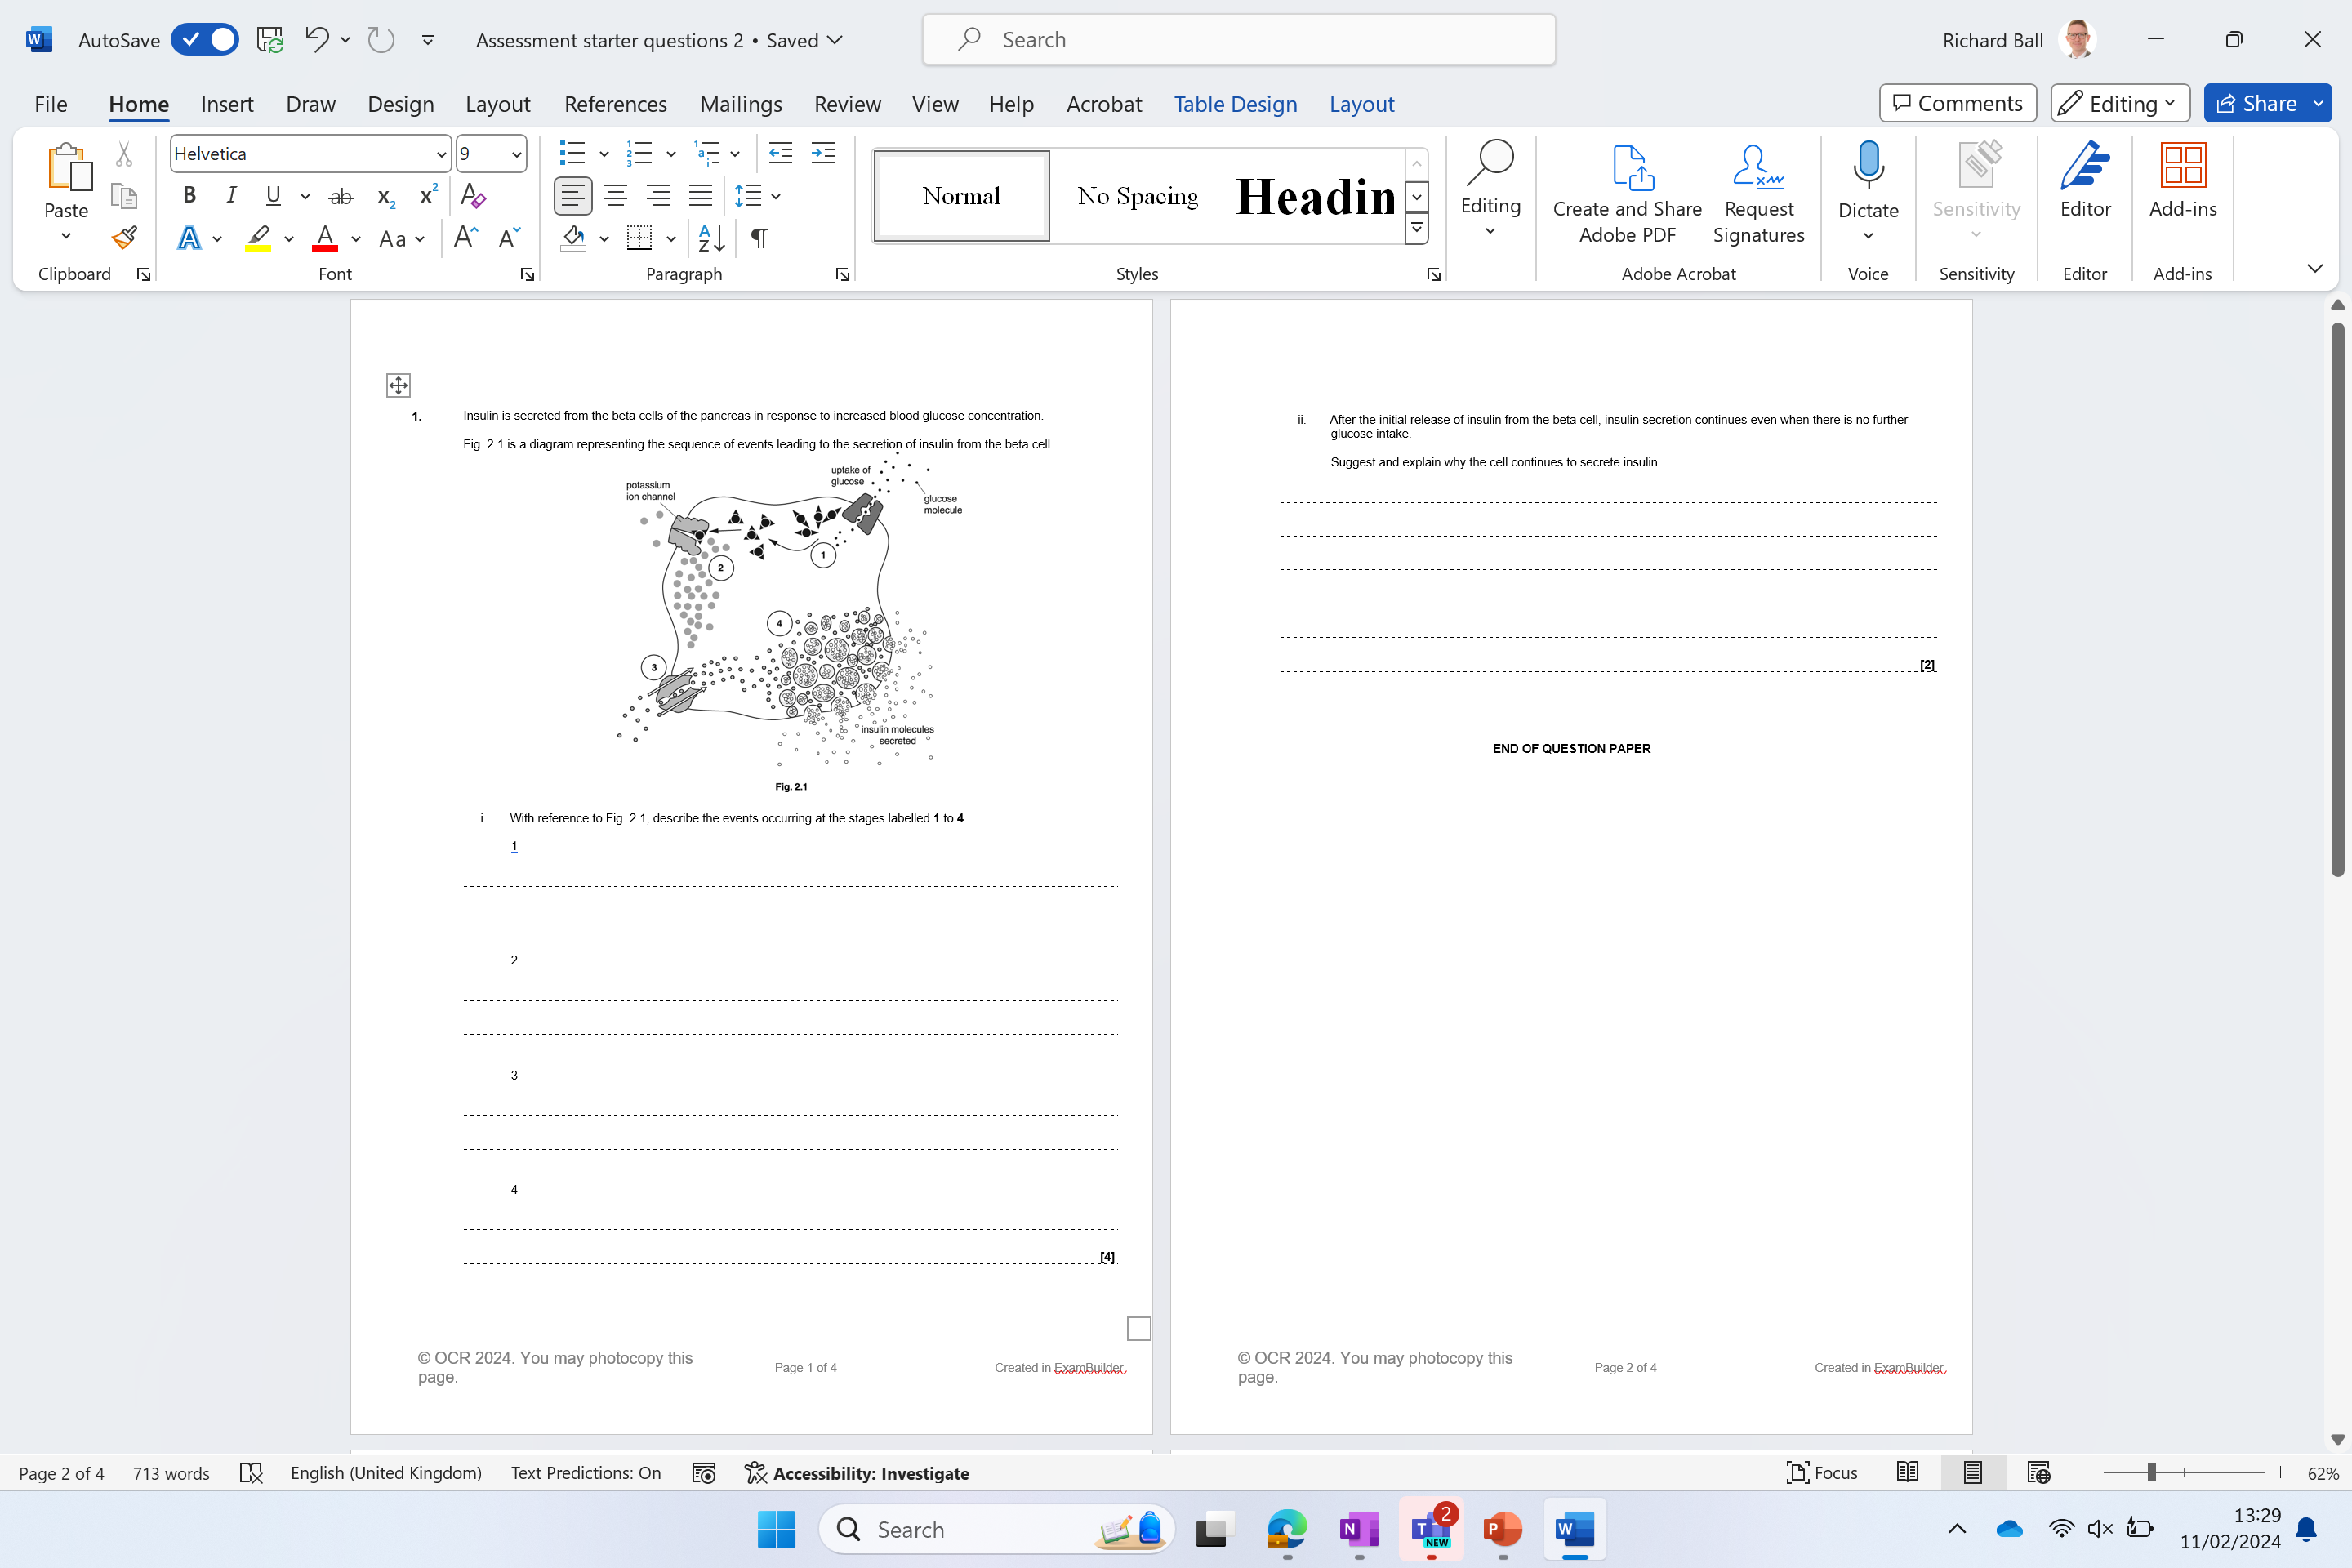 AutoSave
Assessment starter questions 2 • Saved
Search
Richard Ball
File Home Insert Draw Design Layout References Mailings Review View Help Acrobat Table Design Layout
Comments Editing Share
Paste
Helvetica 9
Normal No Spacing Headin
Editing
Create and Share Adobe PDF
Request Signatures
Dictate
Sensitivity
Editor
Add-ins
Clipboard Font Paragraph Styles Adobe Acrobat Voice Sensitivity Editor Add-ins
1. Insulin is secreted from the beta cells of the pancreas in response to increased blood glucose concentration.
Fig. 2.1 is a diagram representing the sequence of events leading to the secretion of insulin from the beta cell.
uptake of
glucose
potassium
ion channel
glucose
molecule
1
2
4
3
insulin molecules
secreted
Fig. 2.1
i. With reference to Fig. 2.1, describe the events occurring at the stages labelled 1 to 4.
1
2
3
4
[4]
© OCR 2024. You may photocopy this
page.
Page 1 of 4
Created in ExamBuilder
ii. After the initial release of insulin from the beta cell, insulin secretion continues even when there is no further
glucose intake.
Suggest and explain why the cell continues to secrete insulin.
[2]
END OF QUESTION PAPER
© OCR 2024. You may photocopy this
page.
Page 2 of 4
Created in ExamBuilder
Page 2 of 4 713 words English (United Kingdom) Text Predictions: On Accessibility: Investigate
Focus 62%
Search
2
NEW
13:29
11/02/2024